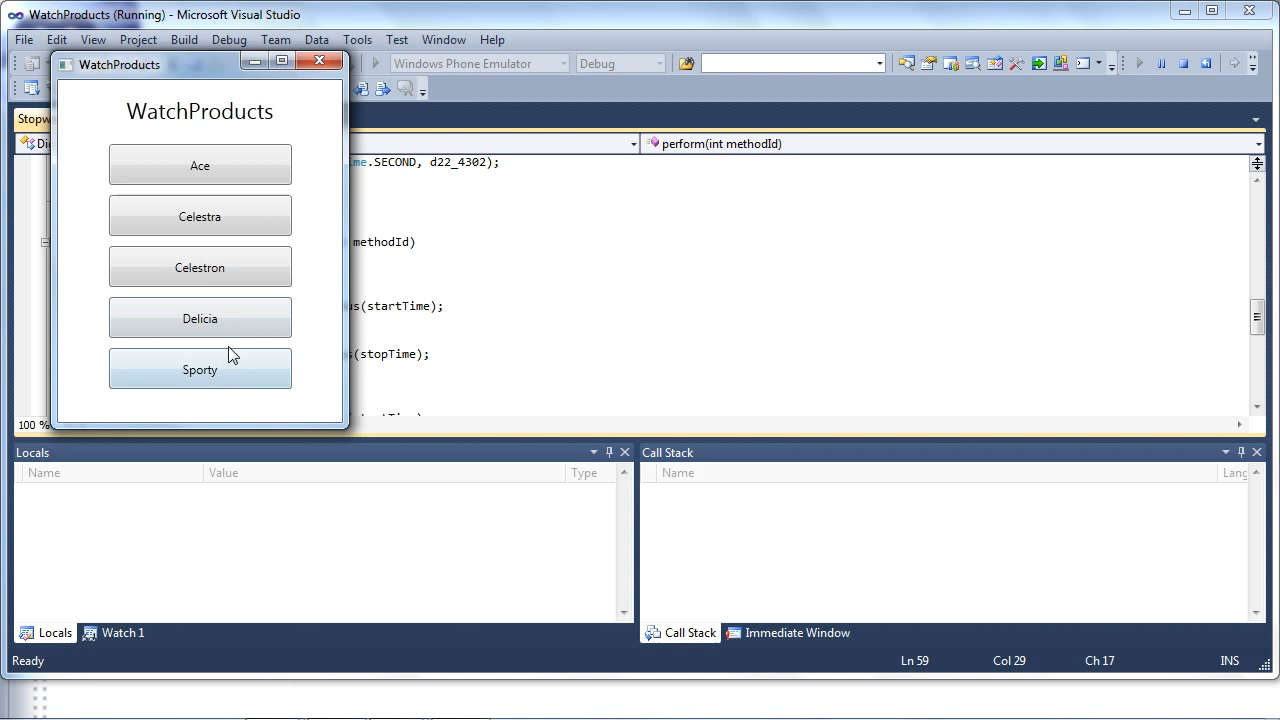 WatchProducts (Running) - Microsoft Visual Studio
File Edit View Project Build Debug Team Data Tools Test Window Help
WatchProducts
Windows Phone Emulator Debug
WatchProducts
Ace
Celestra
Celestron
Delicia
Sporty
Stopw
perform(int methodId)
me.SECOND, d22_4302);
methodId)
us(startTime);
s(stopTime);
100 %
Locals
Name Value Type
Call Stack
Name Lang
Locals Watch 1
Call Stack Immediate Window
Ready Ln 59 Col 29 Ch 17 INS